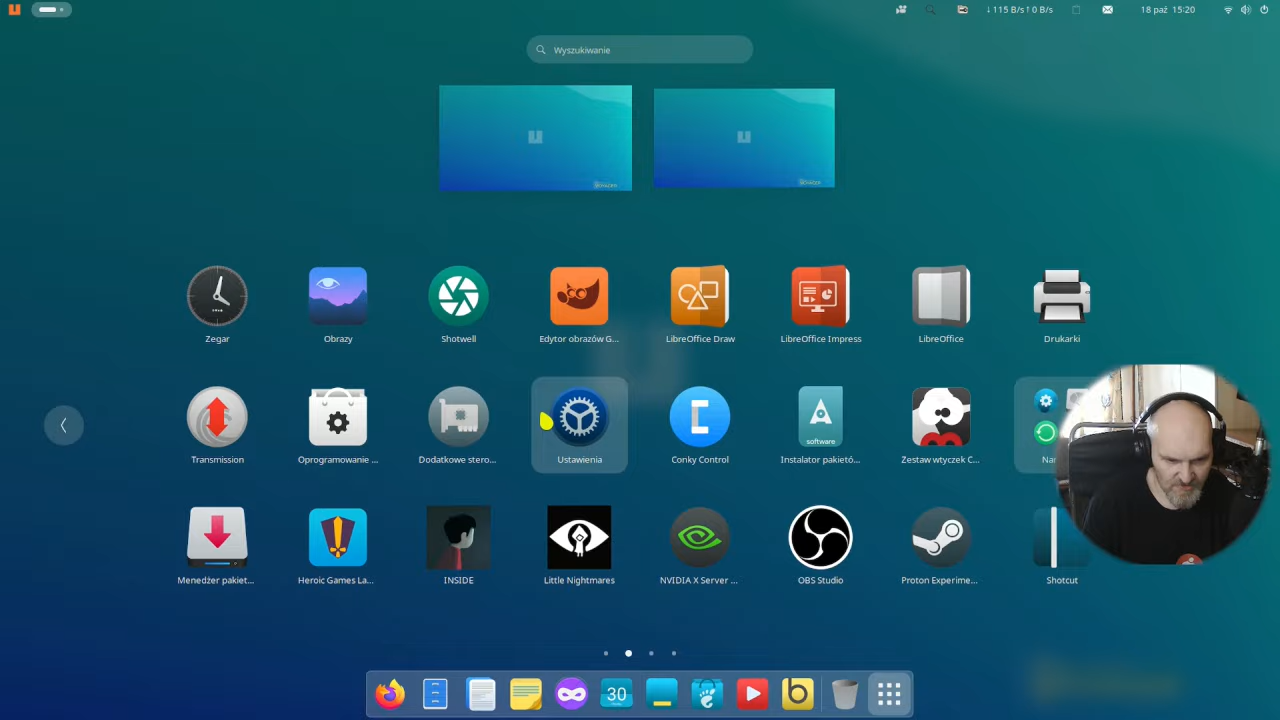 ↓ 115 B/s ↑ 0 B/s
18 paź 15:20
Wyszukiwanie
Zegar
Obrazy
Shotwell
Edytor obrazów G...
LibreOffice Draw
LibreOffice Impress
LibreOffice
Drukarki
Transmission
Oprogramowanie ...
Dodatkowe stero...
Ustawienia
Conky Control
software
Instalator pakietó...
Zestaw wtyczek C...
Menedżer pakiet...
Heroic Games La...
INSIDE
Little Nightmares
NVIDIA X Server ...
OBS Studio
Proton Experime...
Shotcut
30